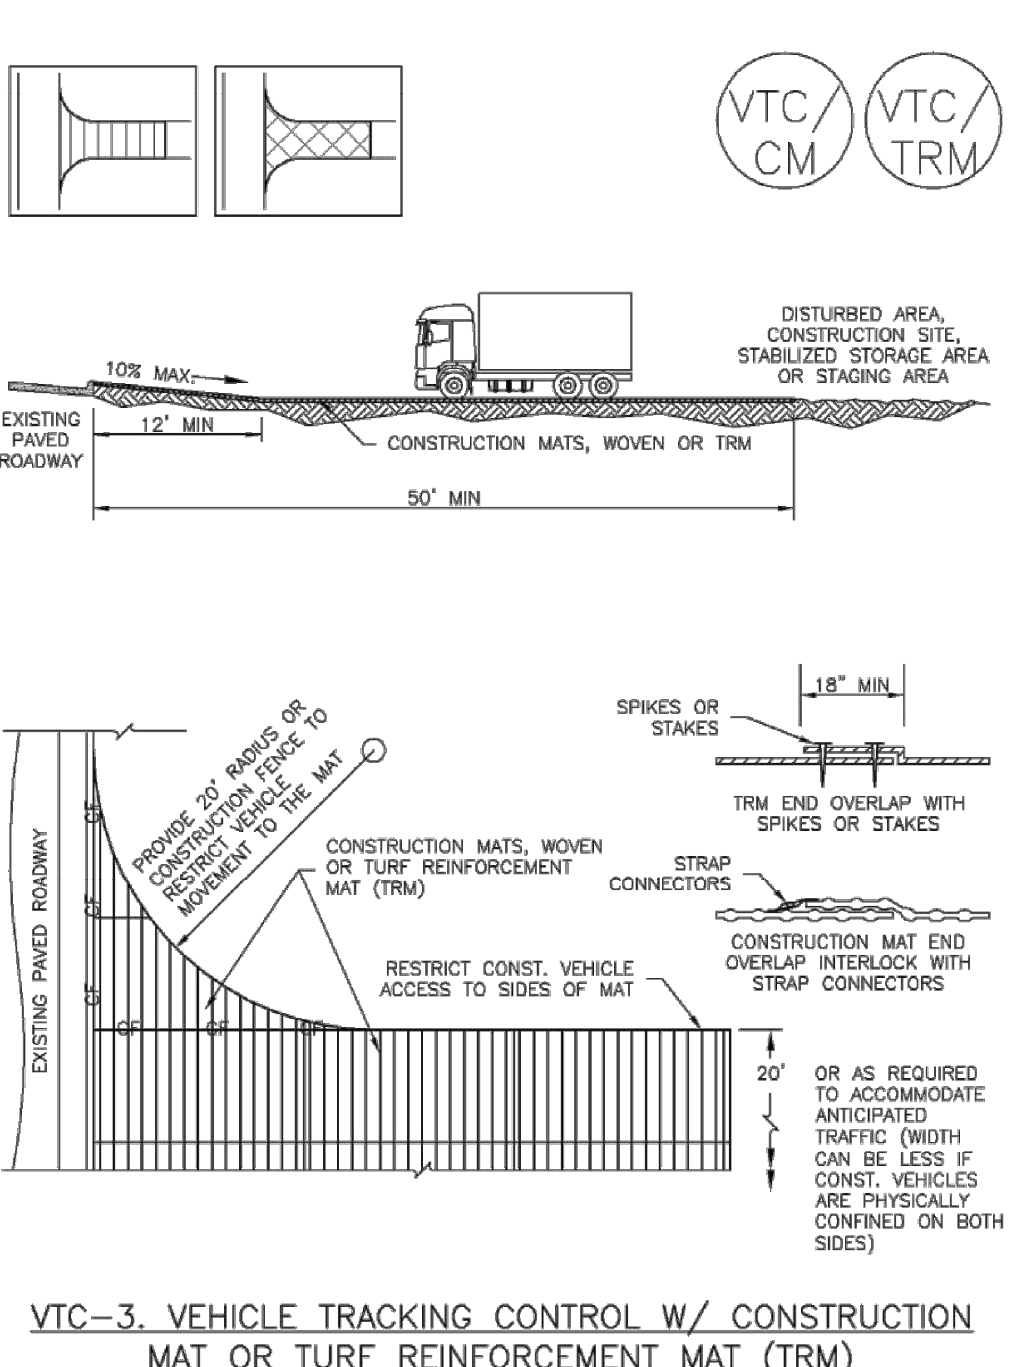 VTC/
CM
VTC/
TRM
DISTURBED AREA,
CONSTRUCTION SITE,
STABILIZED STORAGE AREA
OR STAGING AREA
10% MAX.
EXISTING
PAVED
ROADWAY
12' MIN
CONSTRUCTION MATS, WOVEN OR TRM
50' MIN
18" MIN
SPIKES OR
STAKES
TRM END OVERLAP WITH
SPIKES OR STAKES
PROVIDE 20' RADIUS OR
CONSTRUCTION FENCE TO
RESTRICT VEHICLE
MOVEMENT TO THE MAT
CONSTRUCTION MATS, WOVEN
OR TURF REINFORCEMENT
MAT (TRM)
STRAP
CONNECTORS
CONSTRUCTION MAT END
OVERLAP INTERLOCK WITH
STRAP CONNECTORS
RESTRICT CONST. VEHICLE
ACCESS TO SIDES OF MAT
EXISTING PAVED ROADWAY
CF
CF
CF
CF
CF
CF
20'
OR AS REQUIRED
TO ACCOMMODATE
ANTICIPATED
TRAFFIC (WIDTH
CAN BE LESS IF
CONST. VEHICLES
ARE PHYSICALLY
CONFINED ON BOTH
SIDES)
VTC-3. VEHICLE TRACKING CONTROL W/ CONSTRUCTION
MAT OR TURF REINFORCEMENT MAT (TRM)